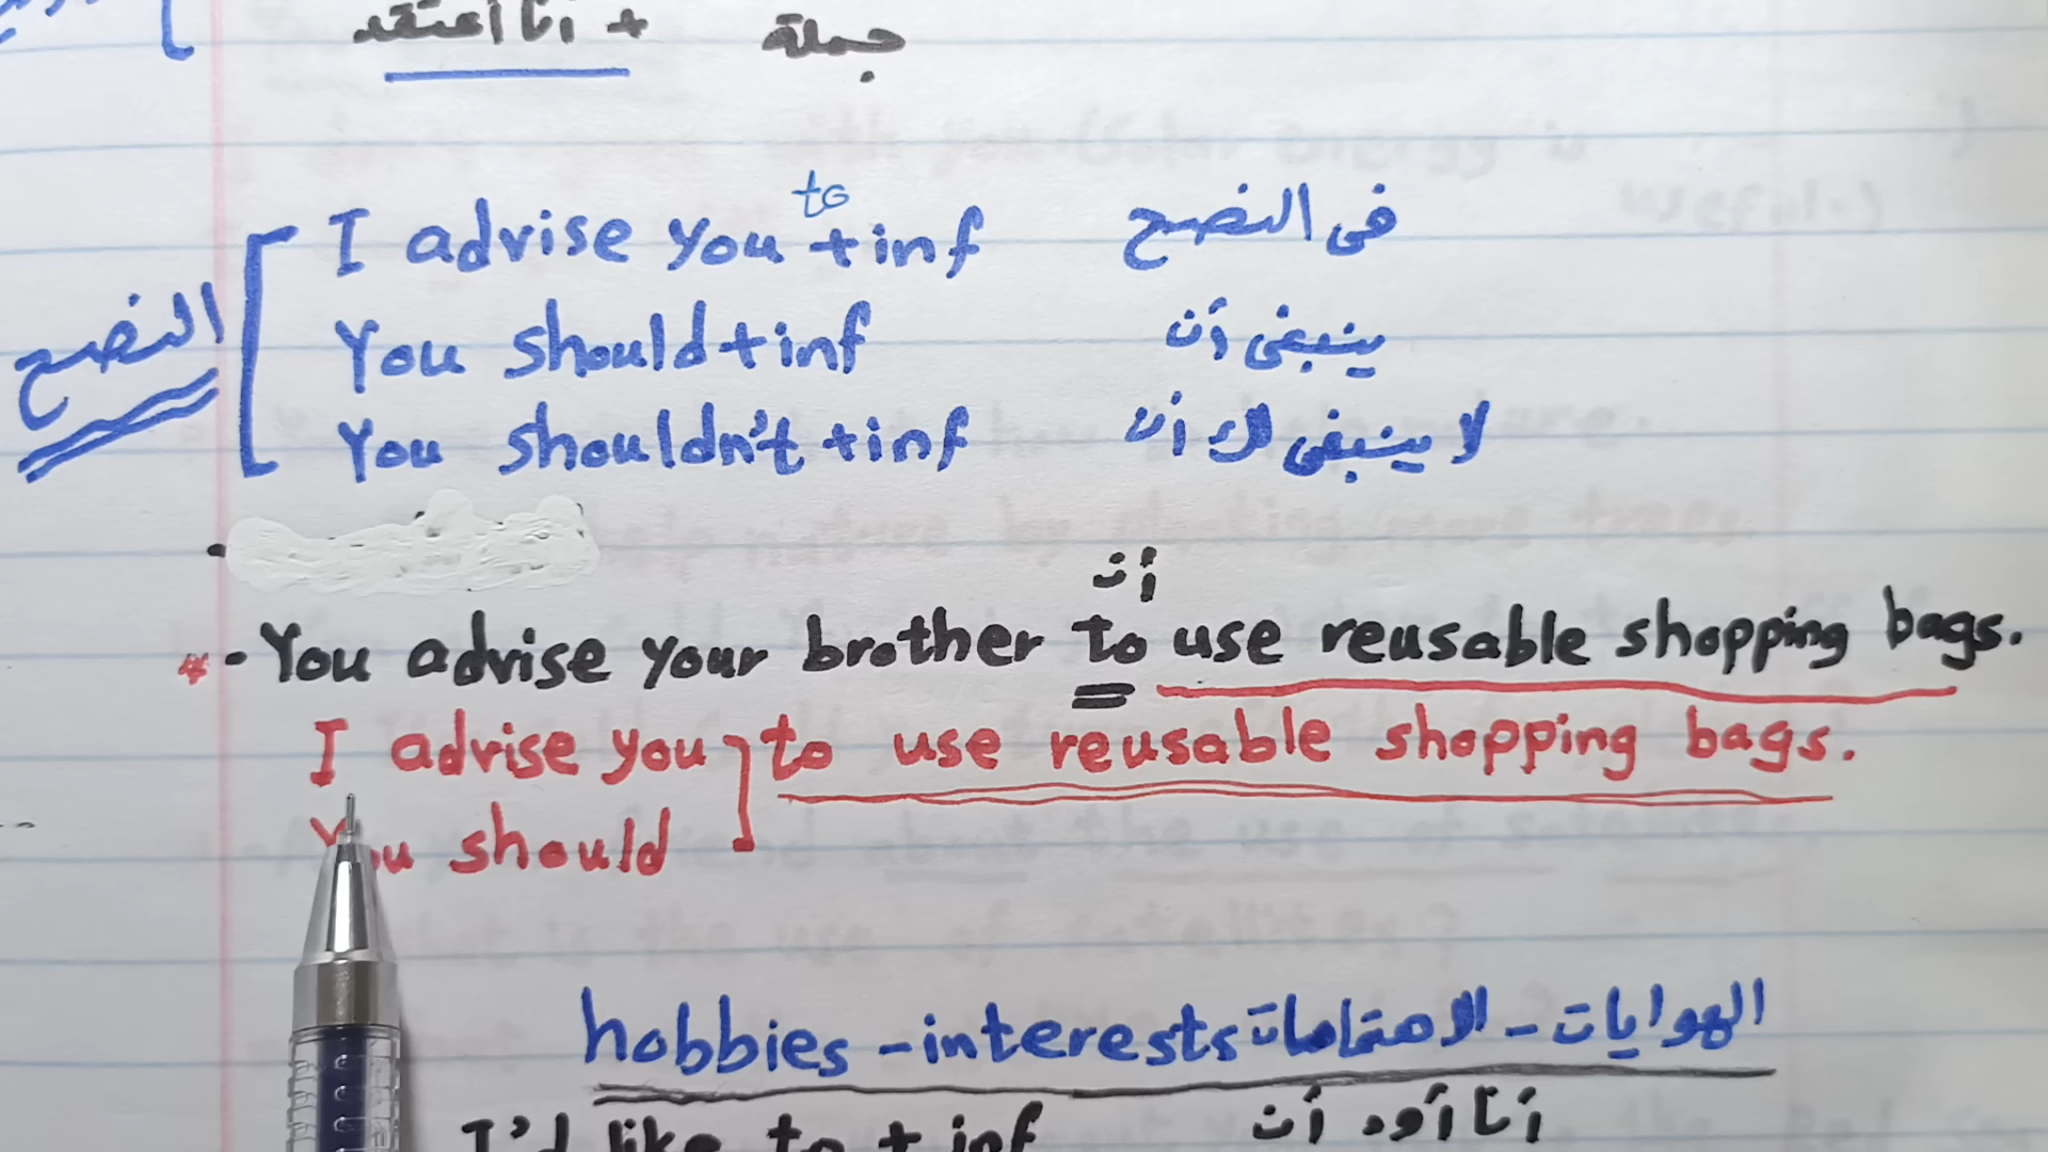 + أنا أعتقد جملة
to
I advise you + inf في النصح
You should + inf ينبغي أن
النصح
You shouldn't + inf لا ينبغي لك أن
أن
* - You advise your brother to use reusable shopping bags.
I advise you to use reusable shopping bags.
You should
hobbies - interests الهوايات - الاهتمامات
I'd like to + inf أنا أود أن